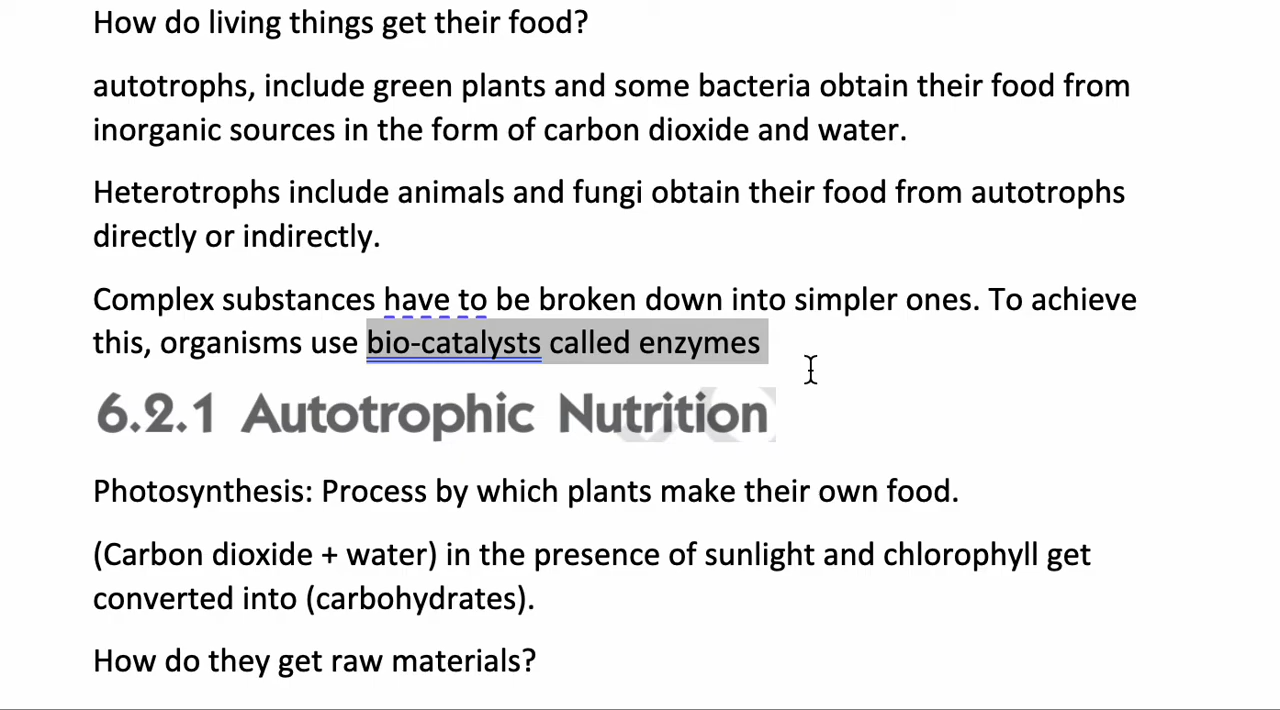 How do living things get their food?
autotrophs, include green plants and some bacteria obtain their food from
inorganic sources in the form of carbon dioxide and water.
Heterotrophs include animals and fungi obtain their food from autotrophs
directly or indirectly.
Complex substances have to be broken down into simpler ones. To achieve
this, organisms use bio-catalysts called enzymes
6.2.1 Autotrophic Nutrition
Photosynthesis: Process by which plants make their own food.
(Carbon dioxide + water) in the presence of sunlight and chlorophyll get
converted into (carbohydrates).
How do they get raw materials?